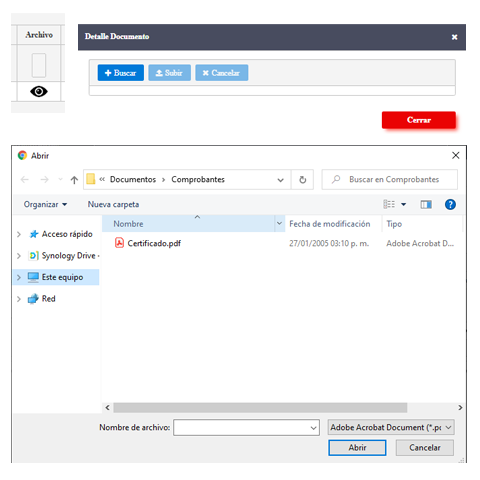 Archivo
Detalle Documento
Buscar
Subir
Cancelar
Cerrar
Abrir
« Documentos > Comprobantes
Buscar en Comprobantes
Organizar
Nueva carpeta
Nombre
Fecha de modificación
Tipo
Acceso rápido
Certificado.pdf
27/01/2005 03:10 p. m.
Adobe Acrobat D...
Synology Drive -
Este equipo
Red
Nombre de archivo:
Adobe Acrobat Document (*.pc
Abrir
Cancelar